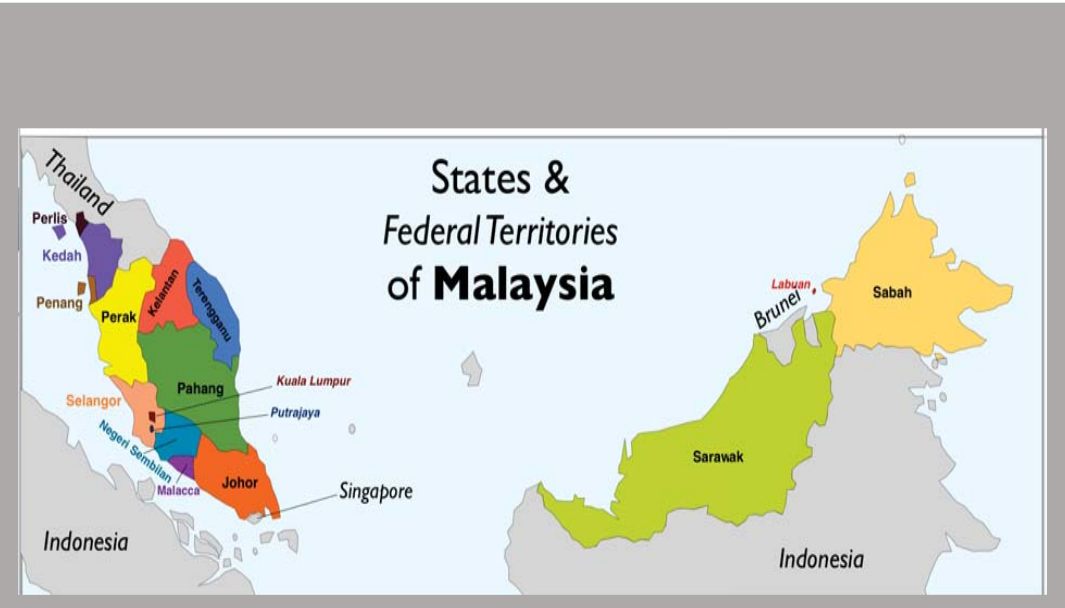 States &
Federal Territories
of Malaysia
Thailand
Perlis
Kedah
Penang
Perak
Kelantan
Terengganu
Pahang
Selangor
Kuala Lumpur
Putrajaya
Negeri Sembilan
Malacca
Johor
Singapore
Indonesia
Labuan
Brunei
Sabah
Sarawak
Indonesia